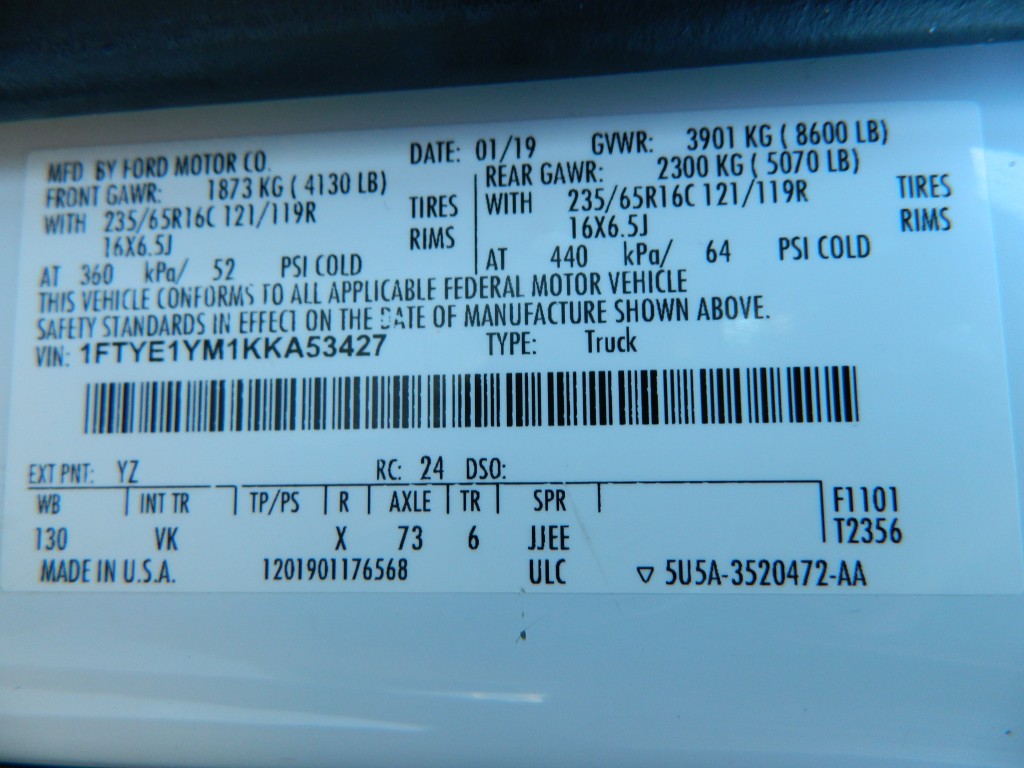 MFD BY FORD MOTOR CO. DATE: 01/19 GVWR: 3901 KG ( 8600 LB)
FRONT GAWR: 1873 KG ( 4130 LB) REAR GAWR: 2300 KG ( 5070 LB)
WITH 235/65R16C 121/119R TIRES WITH 235/65R16C 121/119R TIRES
16X6.5J RIMS 16X6.5J RIMS
AT 360 kPa/ 52 PSI COLD AT 440 kPa/ 64 PSI COLD
THIS VEHICLE CONFORMS TO ALL APPLICABLE FEDERAL MOTOR VEHICLE
SAFETY STANDARDS IN EFFECT ON THE DATE OF MANUFACTURE SHOWN ABOVE.
VIN: 1FTYE1YM1KKA53427 TYPE: Truck
EXT PNT: YZ RC: 24 DSO:
WB INT TR TP/PS R AXLE TR SPR F1101
130 VK X 73 6 JJEE T2356
MADE IN U.S.A. 1201901176568 ULC ▽ 5U5A-3520472-AA